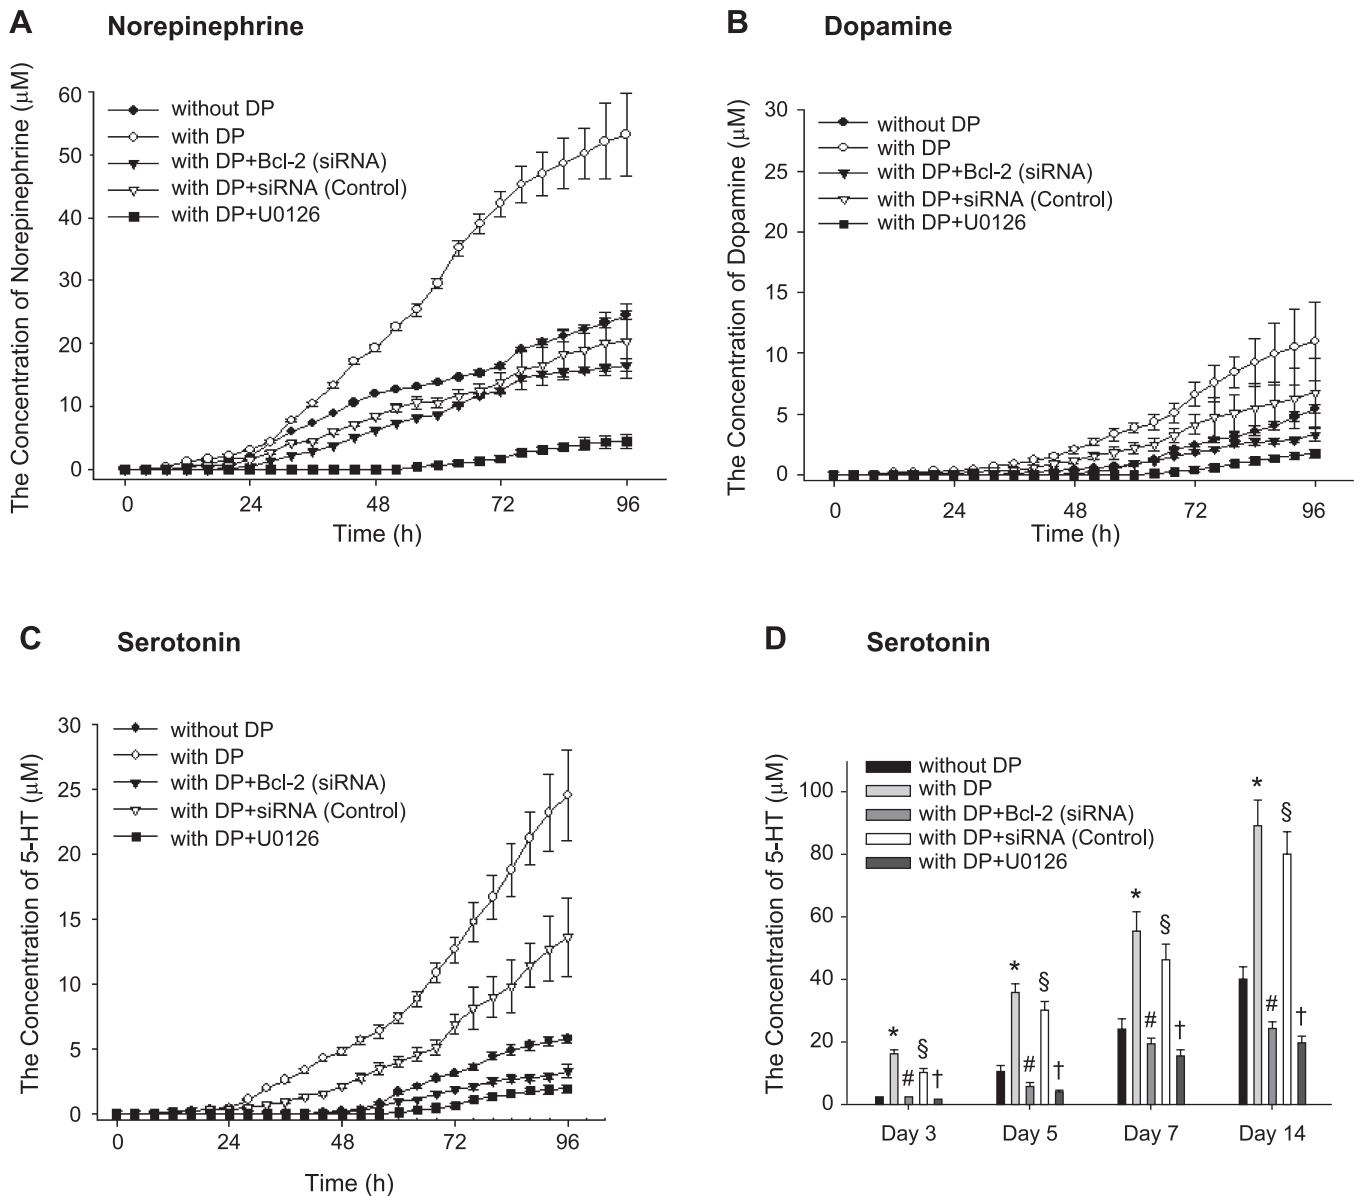 A Norepinephrine
The Concentration of Norepinephrine (μM)
60
50
40
30
20
10
0
without DP
with DP
with DP+Bcl-2 (siRNA)
with DP+siRNA (Control)
with DP+U0126
0 24 48 72 96
Time (h)
B Dopamine
The Concentration of Dopamine (μM)
30
25
20
15
10
5
0
without DP
with DP
with DP+Bcl-2 (siRNA)
with DP+siRNA (Control)
with DP+U0126
0 24 48 72 96
Time (h)
C Serotonin
The Concentration of 5-HT (μM)
30
25
20
15
10
5
0
without DP
with DP
with DP+Bcl-2 (siRNA)
with DP+siRNA (Control)
with DP+U0126
0 24 48 72 96
Time (h)
D Serotonin
The Concentration of 5-HT (μM)
100
80
60
40
20
0
without DP
with DP
with DP+Bcl-2 (siRNA)
with DP+siRNA (Control)
with DP+U0126
* # § †
* # § †
* # § †
* # § †
Day 3 Day 5 Day 7 Day 14